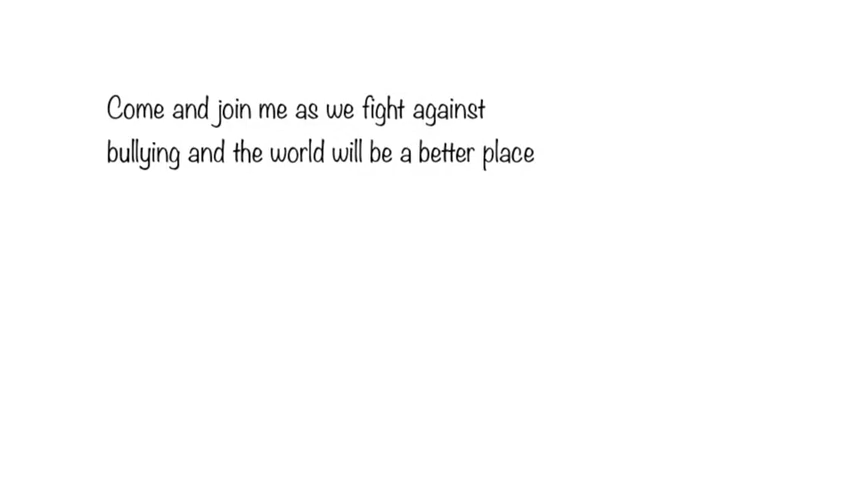 Come and join me as we fight against
bullying and the world will be a better place